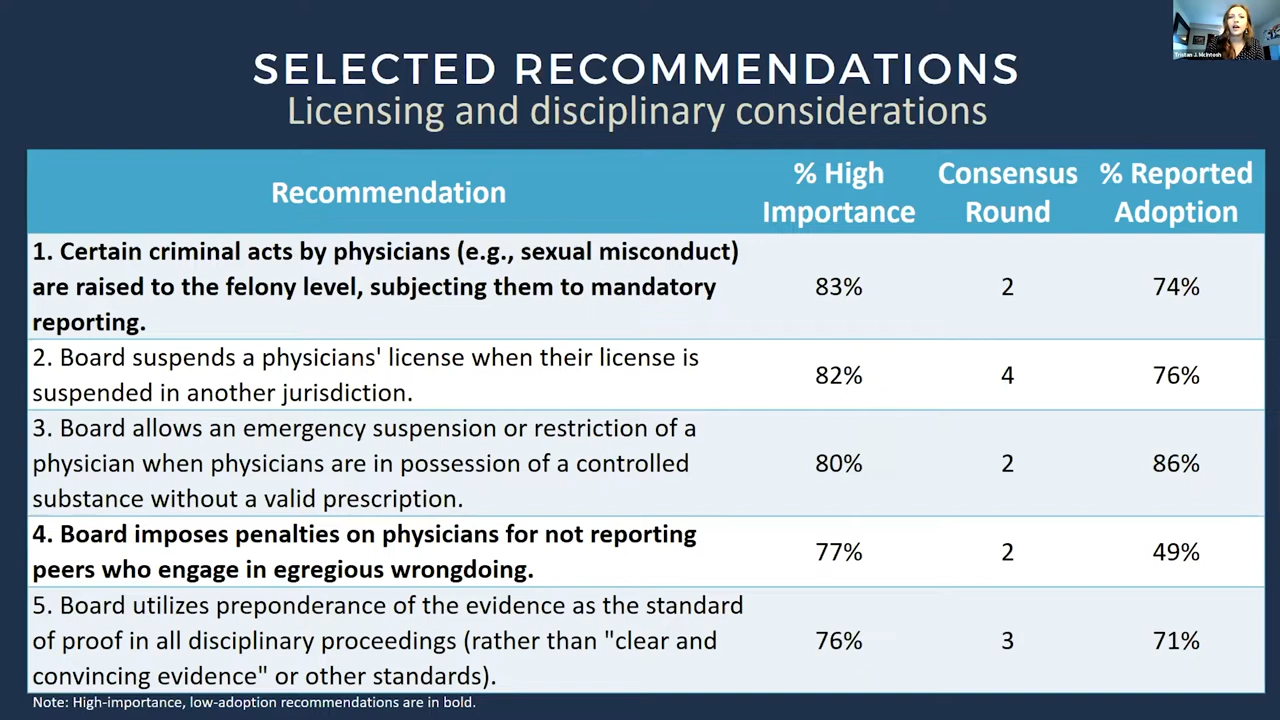 Tristan J. McIntosh
SELECTED RECOMMENDATIONS
Licensing and disciplinary considerations
Recommendation
% High
Importance
Consensus
Round
% Reported
Adoption
1. Certain criminal acts by physicians (e.g., sexual misconduct)
are raised to the felony level, subjecting them to mandatory
reporting.
83%
2
74%
2. Board suspends a physicians' license when their license is
suspended in another jurisdiction.
82%
4
76%
3. Board allows an emergency suspension or restriction of a
physician when physicians are in possession of a controlled
substance without a valid prescription.
80%
2
86%
4. Board imposes penalties on physicians for not reporting
peers who engage in egregious wrongdoing.
77%
2
49%
5. Board utilizes preponderance of the evidence as the standard
of proof in all disciplinary proceedings (rather than "clear and
convincing evidence" or other standards).
76%
3
71%
Note: High-importance, low-adoption recommendations are in bold.